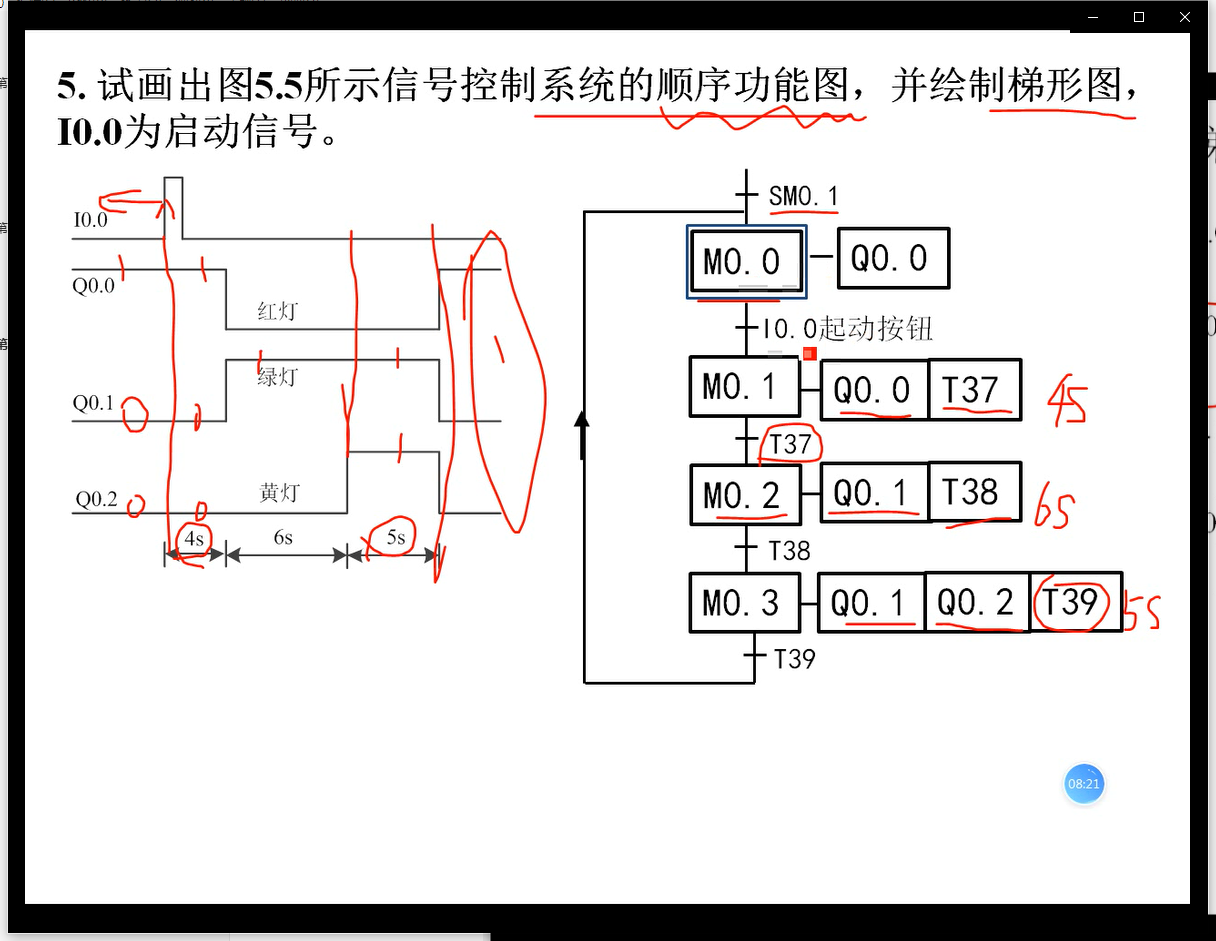 5. 试画出图5.5所示信号控制系统的顺序功能图，并绘制梯形图，
I0.0为启动信号。
I0.0
Q0.0
红灯
Q0.1
绿灯
Q0.2
黄灯
4s
6s
5s
SM0.1
M0.0
Q0.0
I0.0起动按钮
M0.1
Q0.0
T37
4S
T37
M0.2
Q0.1
T38
6S
T38
M0.3
Q0.1
Q0.2
T39
5S
T39
08:21